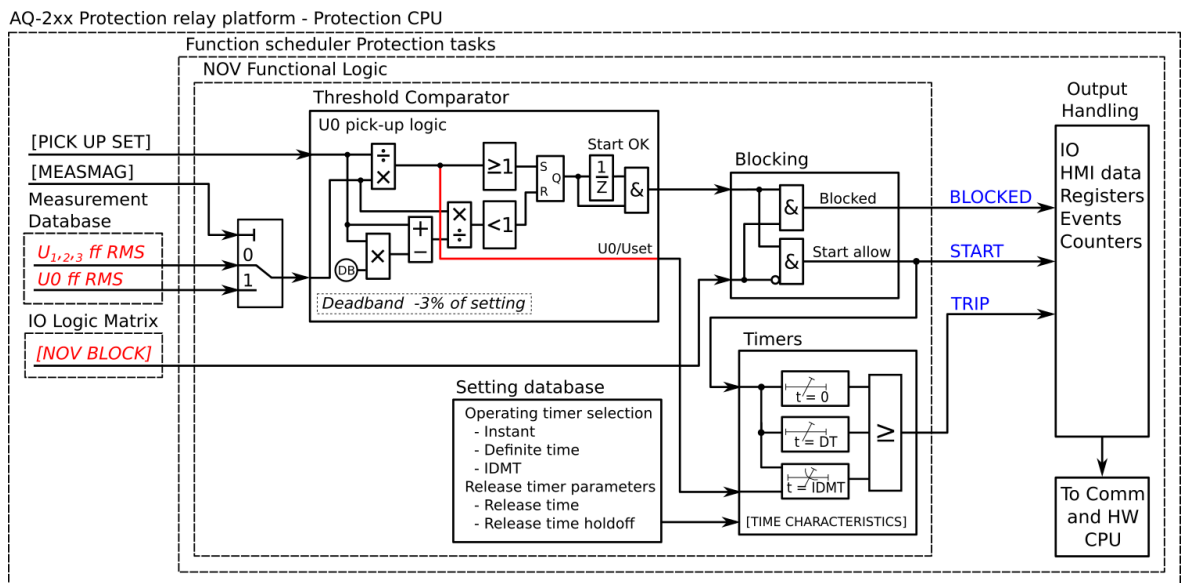 AQ-2xx Protection relay platform - Protection CPU
Function scheduler Protection tasks
NOV Functional Logic
Threshold Comparator
U0 pick-up logic
[PICK UP SET]
[MEASMAG]
Measurement
Database
U1,2,3 ff RMS
U0 ff RMS
0
1
IO Logic Matrix
[NOV BLOCK]
÷
×
≥1
S
Q
R
Start OK
1
Z
&
×
÷
<1
+
−
×
DB
U0/Uset
Deadband -3% of setting
Blocking
&
Blocked
&
Start allow
BLOCKED
START
TRIP
Output
Handling
IO
HMI data
Registers
Events
Counters
To Comm
and HW
CPU
Timers
t = 0
t = DT
t = IDMT
≥
[TIME CHARACTERISTICS]
Setting database
Operating timer selection
- Instant
- Definite time
- IDMT
Release timer parameters
- Release time
- Release time holdoff